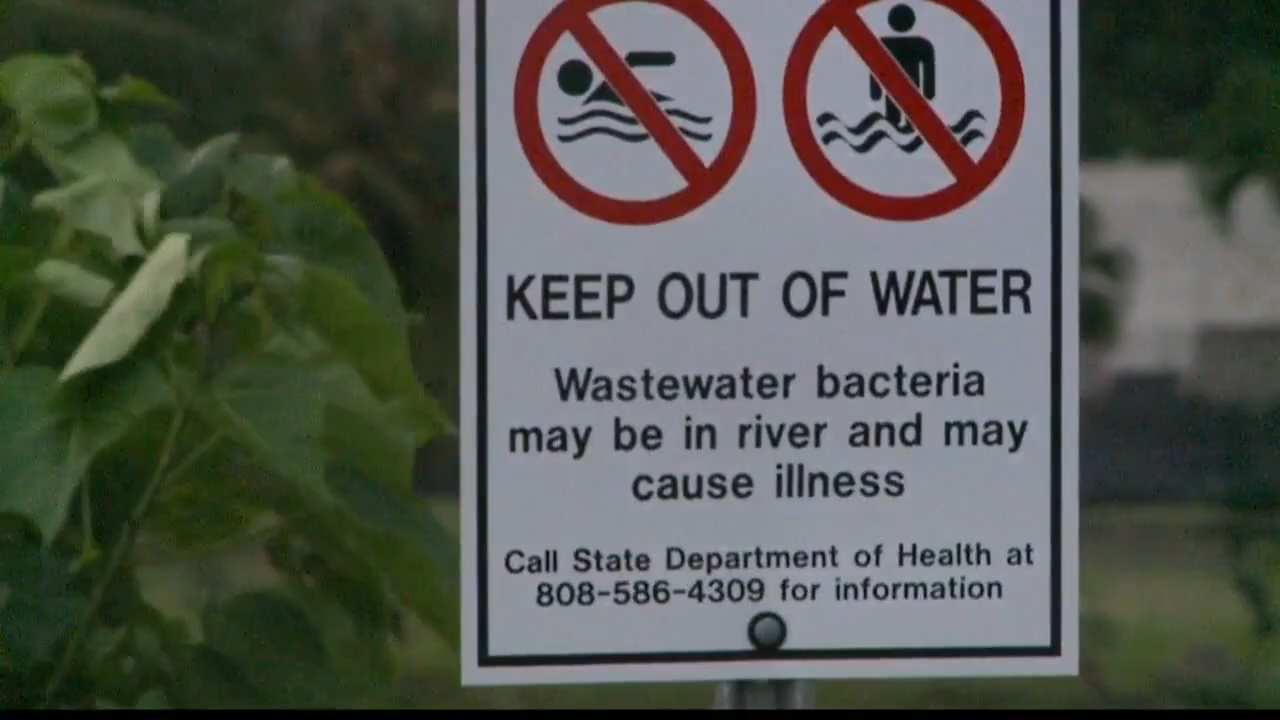 KEEP OUT OF WATER
Wastewater bacteria
may be in river and may
cause illness
Call State Department of Health at
808-586-4309 for information